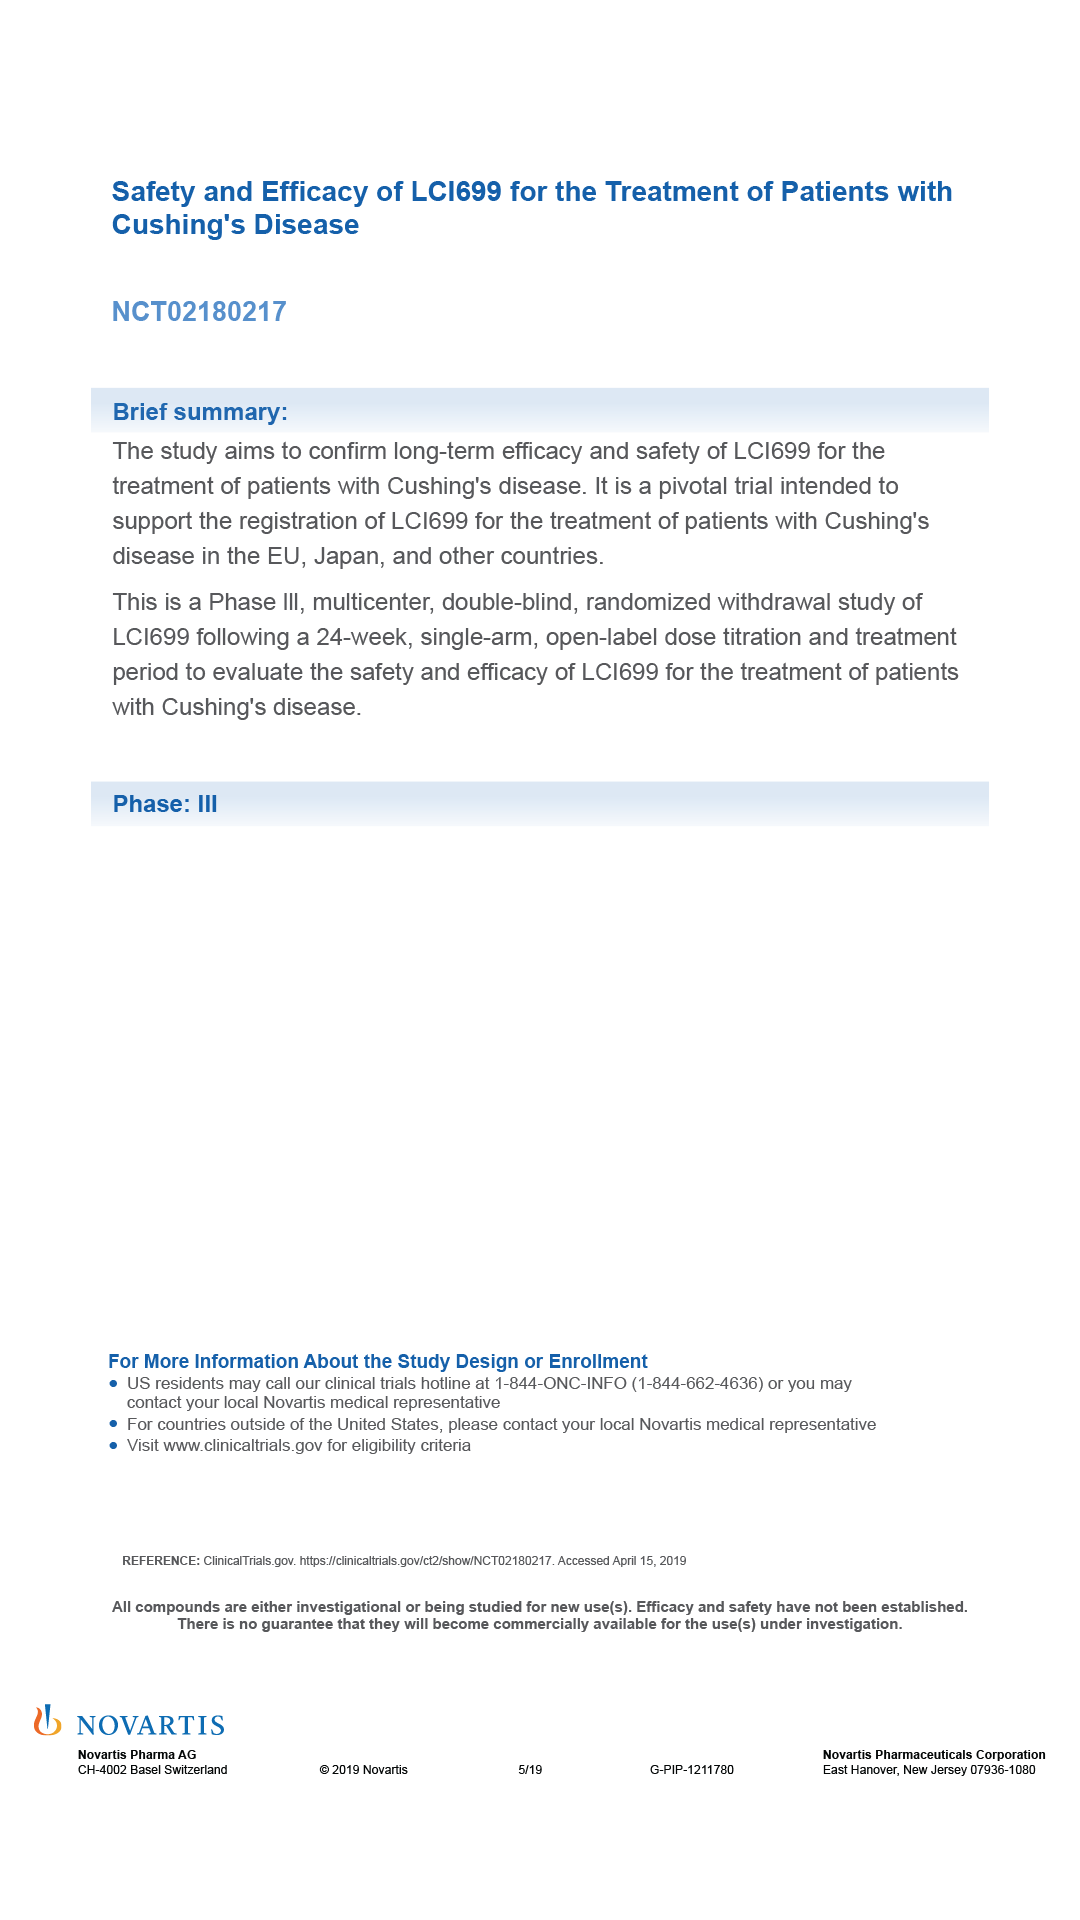 Safety and Efficacy of LCI699 for the Treatment of Patients with
Cushing's Disease
NCT02180217
Brief summary:
The study aims to confirm long-term efficacy and safety of LCI699 for the
treatment of patients with Cushing's disease. It is a pivotal trial intended to
support the registration of LCI699 for the treatment of patients with Cushing's
disease in the EU, Japan, and other countries.
This is a Phase lll, multicenter, double-blind, randomized withdrawal study of
LCI699 following a 24-week, single-arm, open-label dose titration and treatment
period to evaluate the safety and efficacy of LCI699 for the treatment of patients
with Cushing's disease.
Phase: III
For More Information About the Study Design or Enrollment
● US residents may call our clinical trials hotline at 1-844-ONC-INFO (1-844-662-4636) or you may
contact your local Novartis medical representative
● For countries outside of the United States, please contact your local Novartis medical representative
● Visit www.clinicaltrials.gov for eligibility criteria
REFERENCE: ClinicalTrials.gov. https://clinicaltrials.gov/ct2/show/NCT02180217. Accessed April 15, 2019
All compounds are either investigational or being studied for new use(s). Efficacy and safety have not been established.
There is no guarantee that they will become commercially available for the use(s) under investigation.
NOVARTIS
Novartis Pharma AG
CH-4002 Basel Switzerland
© 2019 Novartis
5/19
G-PIP-1211780
Novartis Pharmaceuticals Corporation
East Hanover, New Jersey 07936-1080